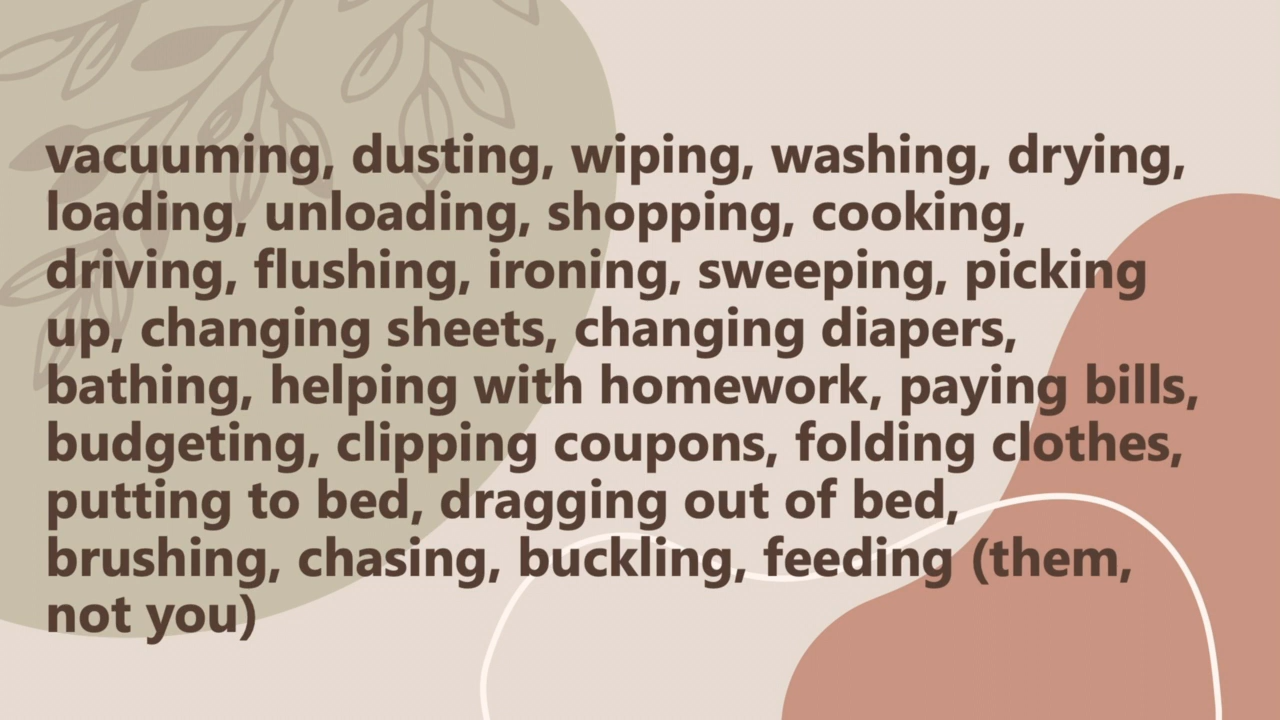 vacuuming, dusting, wiping, washing, drying,
loading, unloading, shopping, cooking,
driving, flushing, ironing, sweeping, picking
up, changing sheets, changing diapers,
bathing, helping with homework, paying bills,
budgeting, clipping coupons, folding clothes,
putting to bed, dragging out of bed,
brushing, chasing, buckling, feeding (them,
not you)